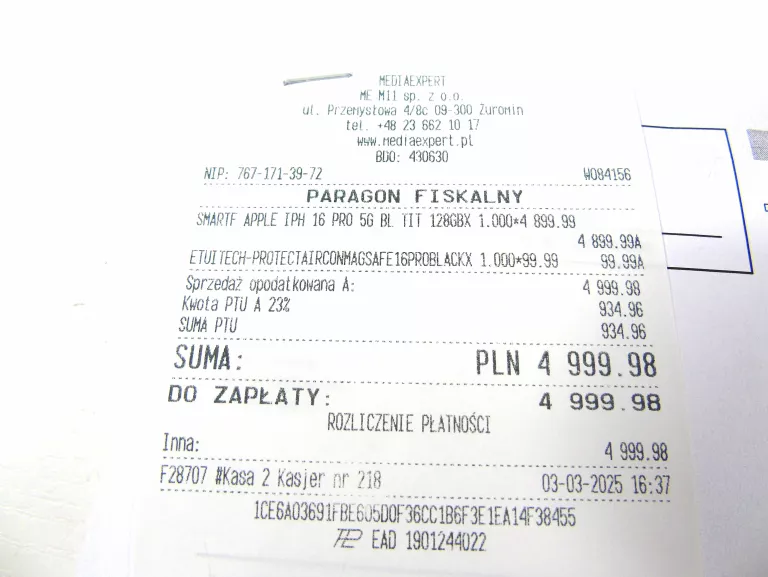 MEDIAEXPERT
ME M11 sp. z o.o.
ul. Przemysłowa 4/8c 09-300 Żuromin
tel. +48 23 662 10 17
www.mediaexpert.pl
BDO: 430630
NIP: 767-171-39-72 W084156
PARAGON FISKALNY
SMARTF APPLE IPH 16 PRO 5G BL TIT 128GBX 1.000*4 899.99
4 899.99A
ETUITECH-PROTECTAIRCONMAGSAFE16PROBLACKX 1.000*99.99 99.99A
Sprzedaż opodatkowana A: 4 999.98
Kwota PTU A 23% 934.96
SUMA PTU 934.96
SUMA: PLN 4 999.98
DO ZAPŁATY: 4 999.98
ROZLICZENIE PŁATNOŚCI
Inna: 4 999.98
F28707 #Kasa 2 Kasjer nr 218 03-03-2025 16:37
1CE6A03691FBE605D0F36CC1B6F3E1EA14F38455
EAD 1901244022